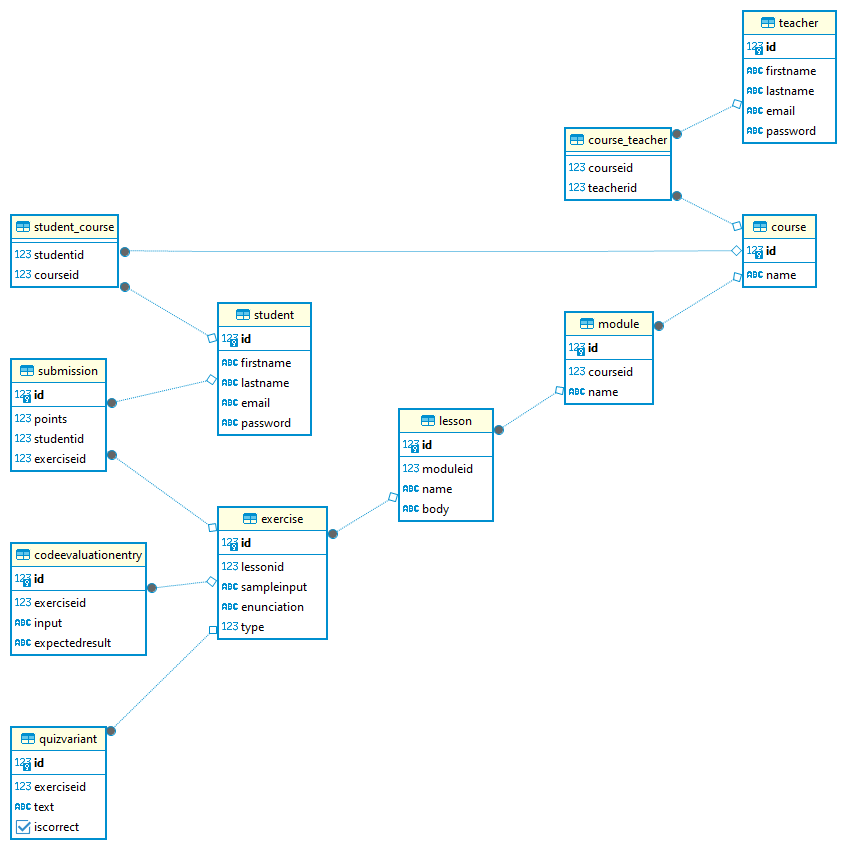 teacher
123 id
ABC firstname
ABC lastname
ABC email
ABC password
course_teacher
123 courseid
123 teacherid
student_course
123 studentid
123 courseid
course
123 id
ABC name
student
123 id
ABC firstname
ABC lastname
ABC email
ABC password
module
123 id
123 courseid
ABC name
submission
123 id
123 points
123 studentid
123 exerciseid
lesson
123 id
123 moduleid
ABC name
ABC body
exercise
123 id
123 lessonid
ABC sampleinput
ABC enunciation
123 type
codeevaluationentry
123 id
123 exerciseid
ABC input
ABC expectedresult
quizvariant
123 id
123 exerciseid
ABC text
iscorrect